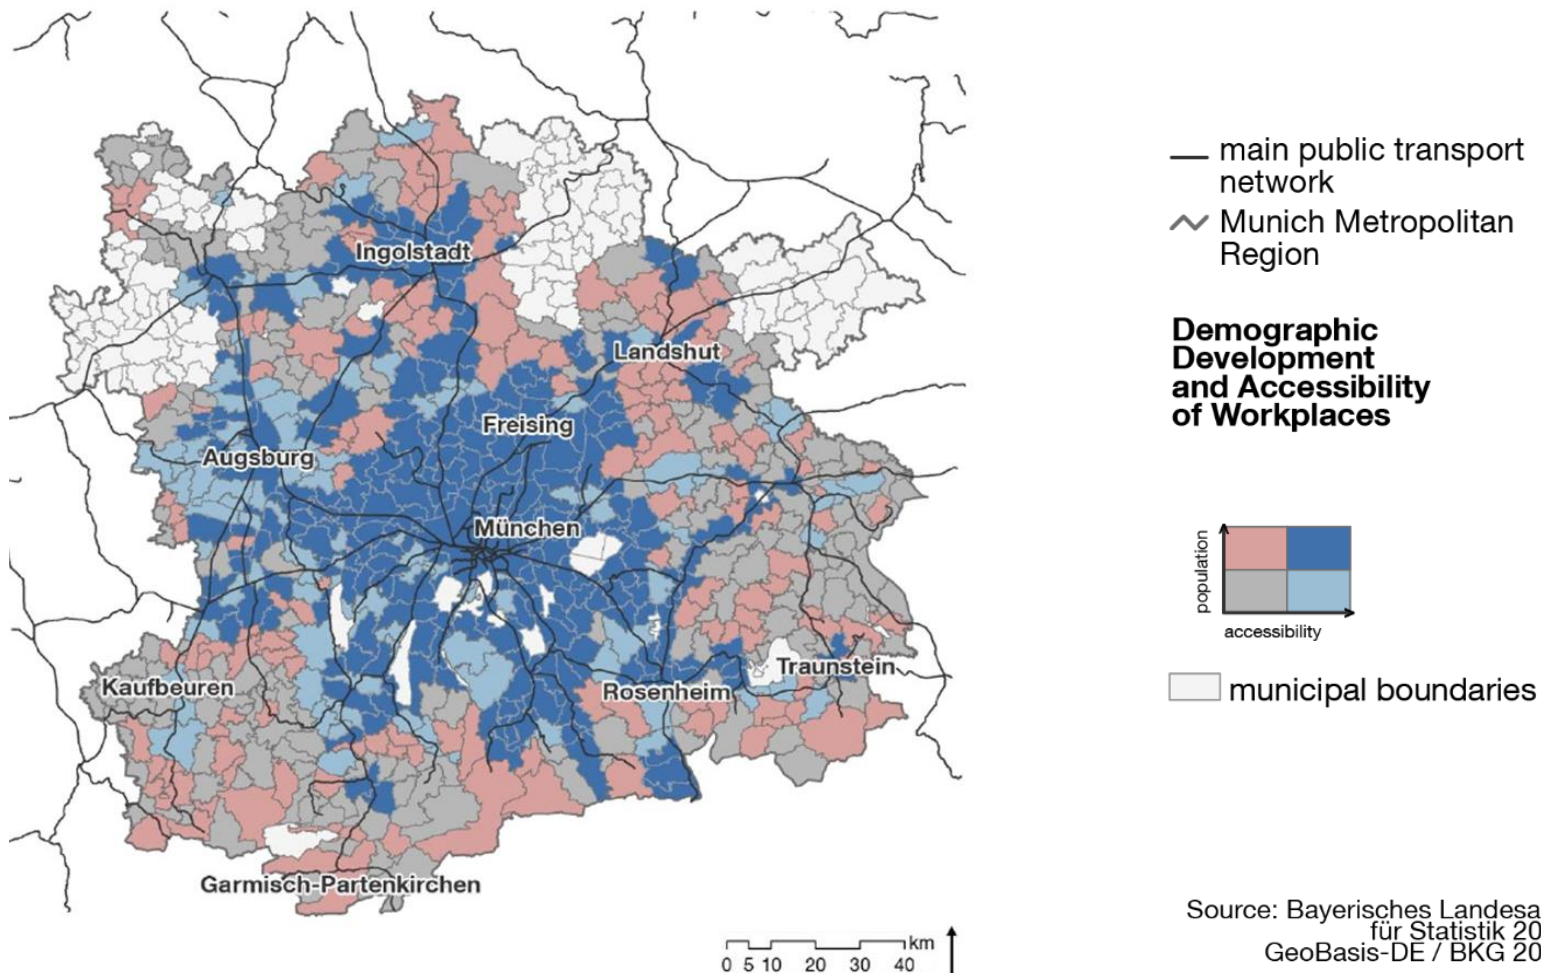 Ingolstadt
Landshut
Freising
Augsburg
München
Kaufbeuren
Traunstein
Rosenheim
Garmisch-Partenkirchen
km
0 5 10 20 30 40
main public transport
network
Munich Metropolitan
Region
Demographic
Development
and Accessibility
of Workplaces
population
accessibility
municipal boundaries
Source: Bayerisches Landesa
für Statistik 20
GeoBasis-DE / BKG 20